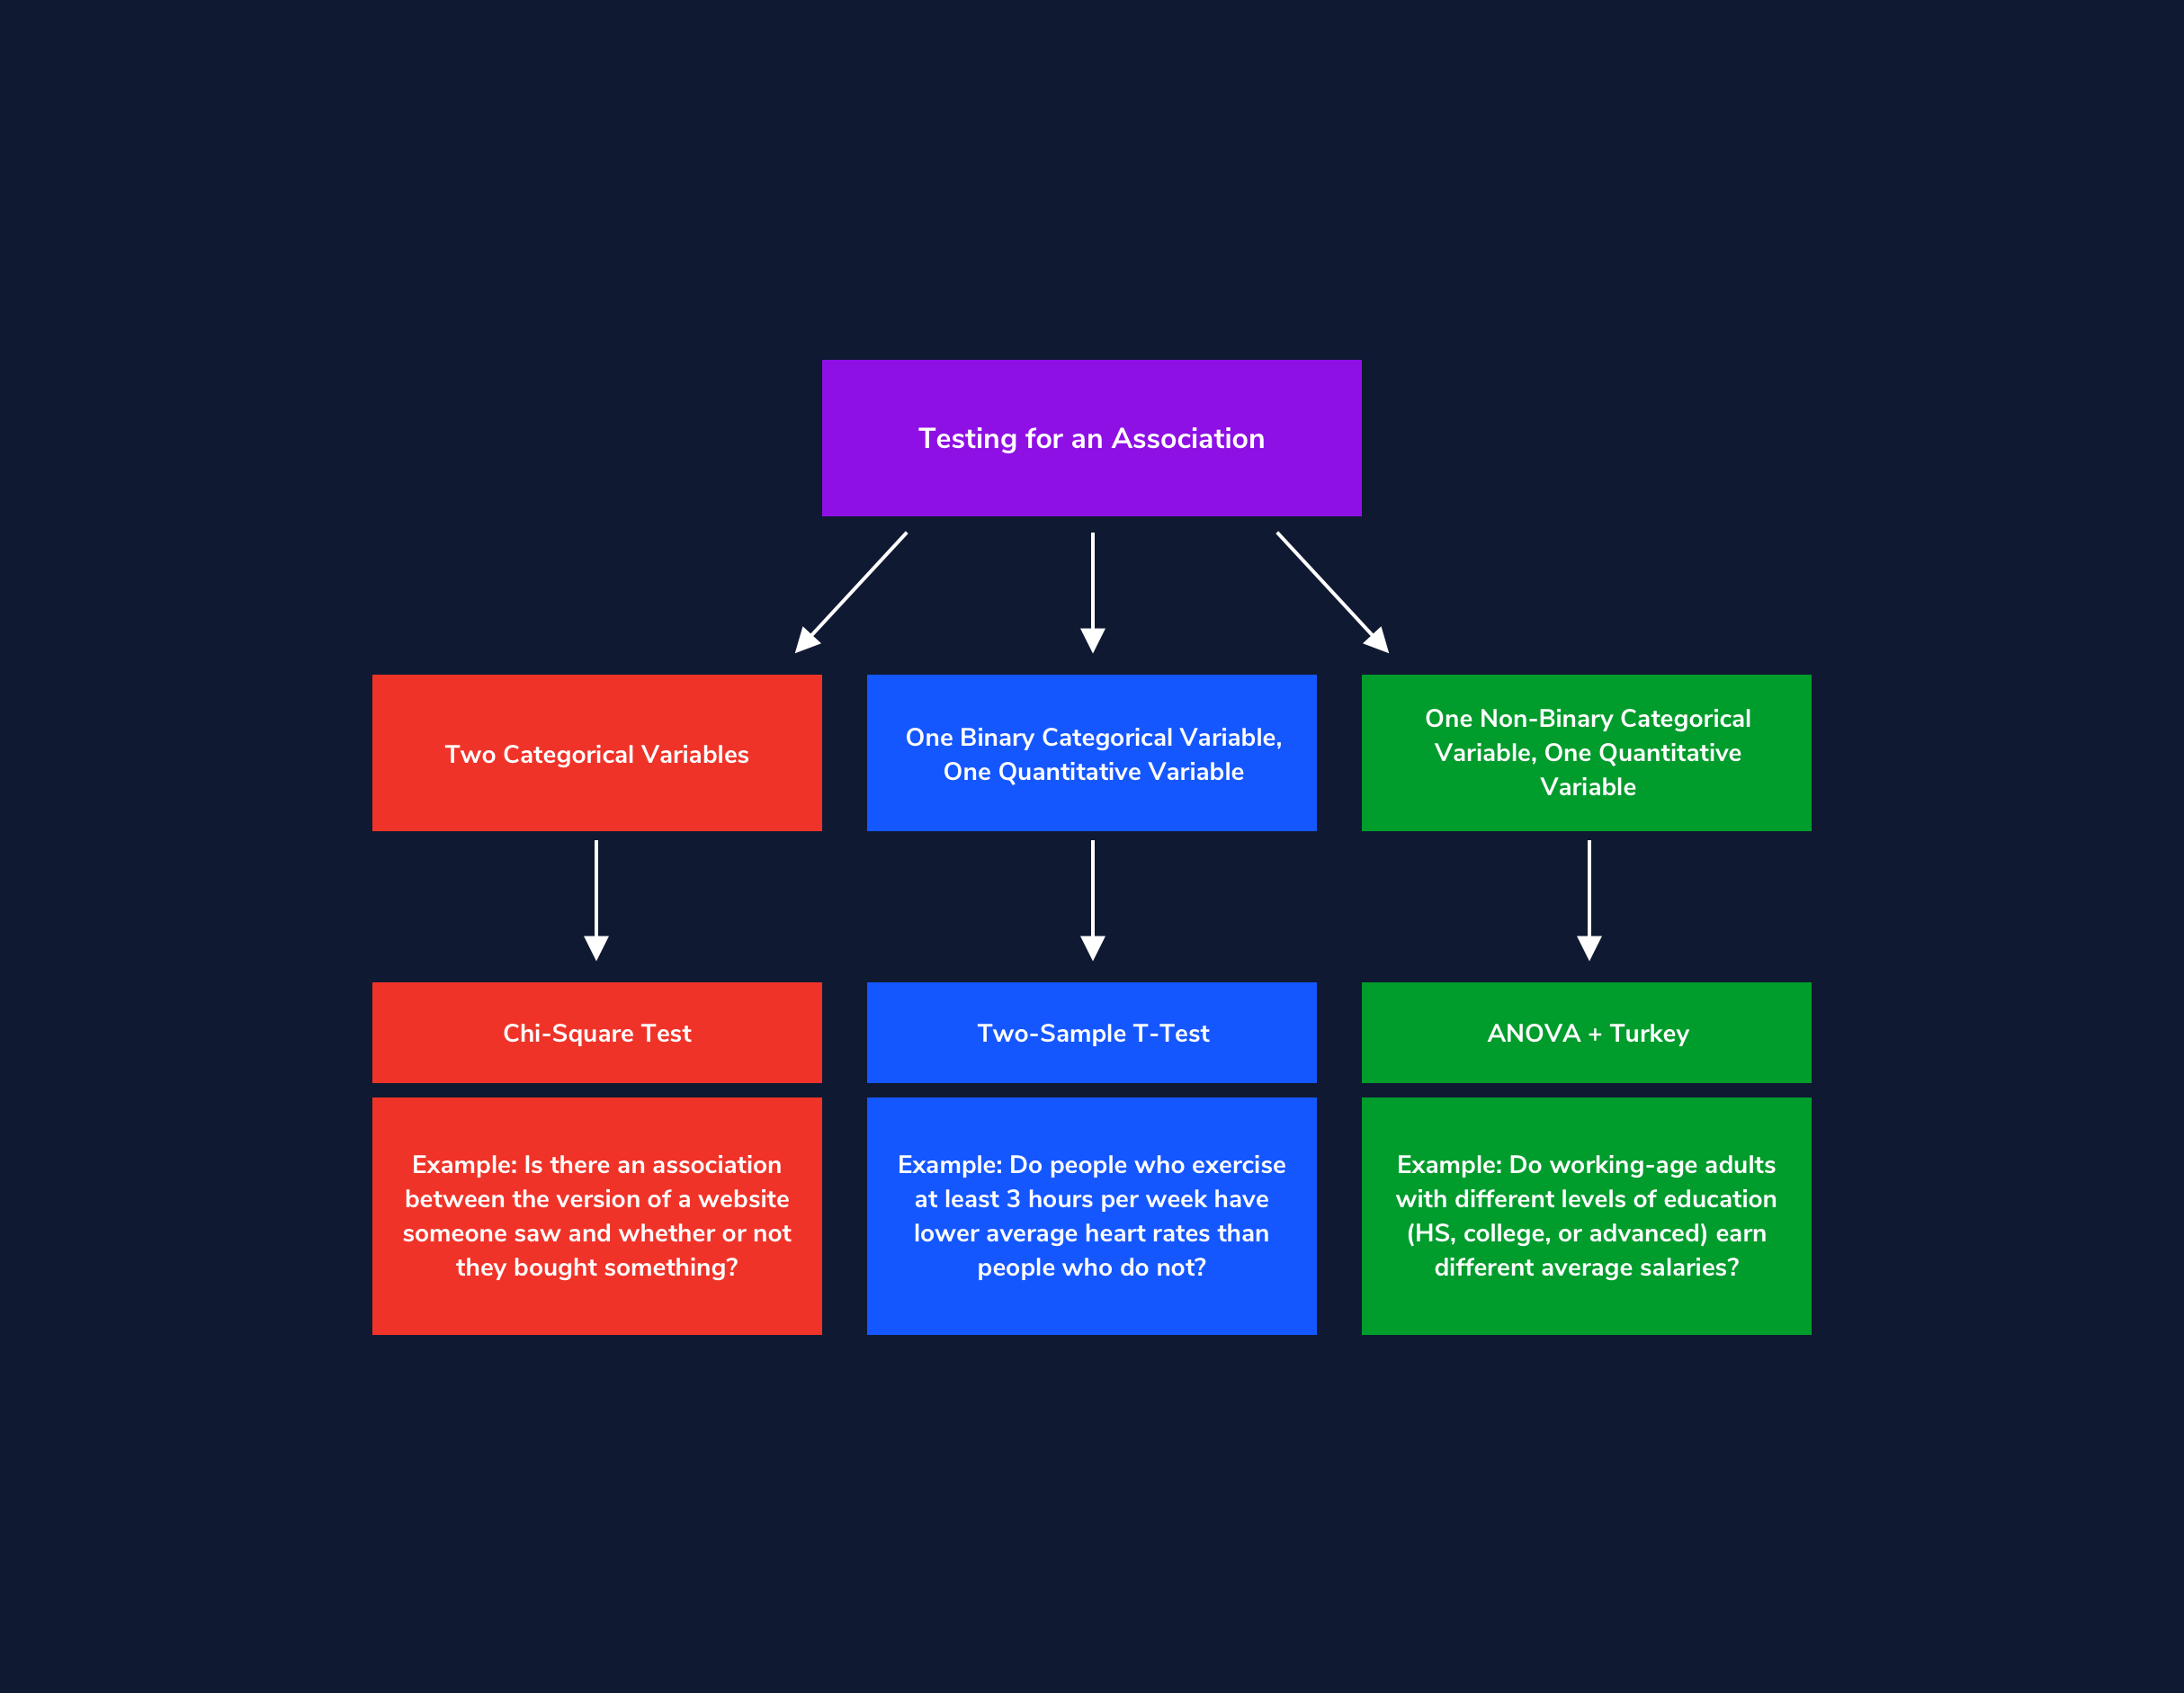 Testing for an Association
Two Categorical Variables
One Binary Categorical Variable,
One Quantitative Variable
One Non-Binary Categorical
Variable, One Quantitative
Variable
Chi-Square Test
Two-Sample T-Test
ANOVA + Turkey
Example: Is there an association
between the version of a website
someone saw and whether or not
they bought something?
Example: Do people who exercise
at least 3 hours per week have
lower average heart rates than
people who do not?
Example: Do working-age adults
with different levels of education
(HS, college, or advanced) earn
different average salaries?